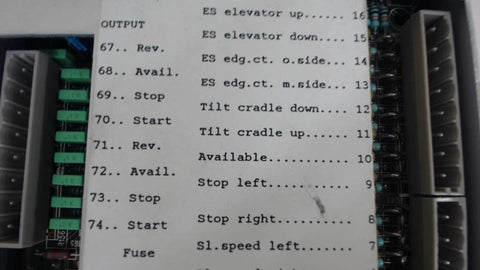 OUTPUT
67.. Rev.
68.. Avail.
69.. Stop
70.. Start
71.. Rev.
72.. Avail.
73.. Stop
74.. Start
Fuse
ES elevator up...... 16
ES elevator down.... 15
ES edg.ct. o.side... 14
ES edg.ct. m.side... 13
Tilt cradle down.... 12
Tilt cradle up...... 11
Available........... 10
Stop left........... 9
Stop right.......... 8
Sl.speed left....... 7